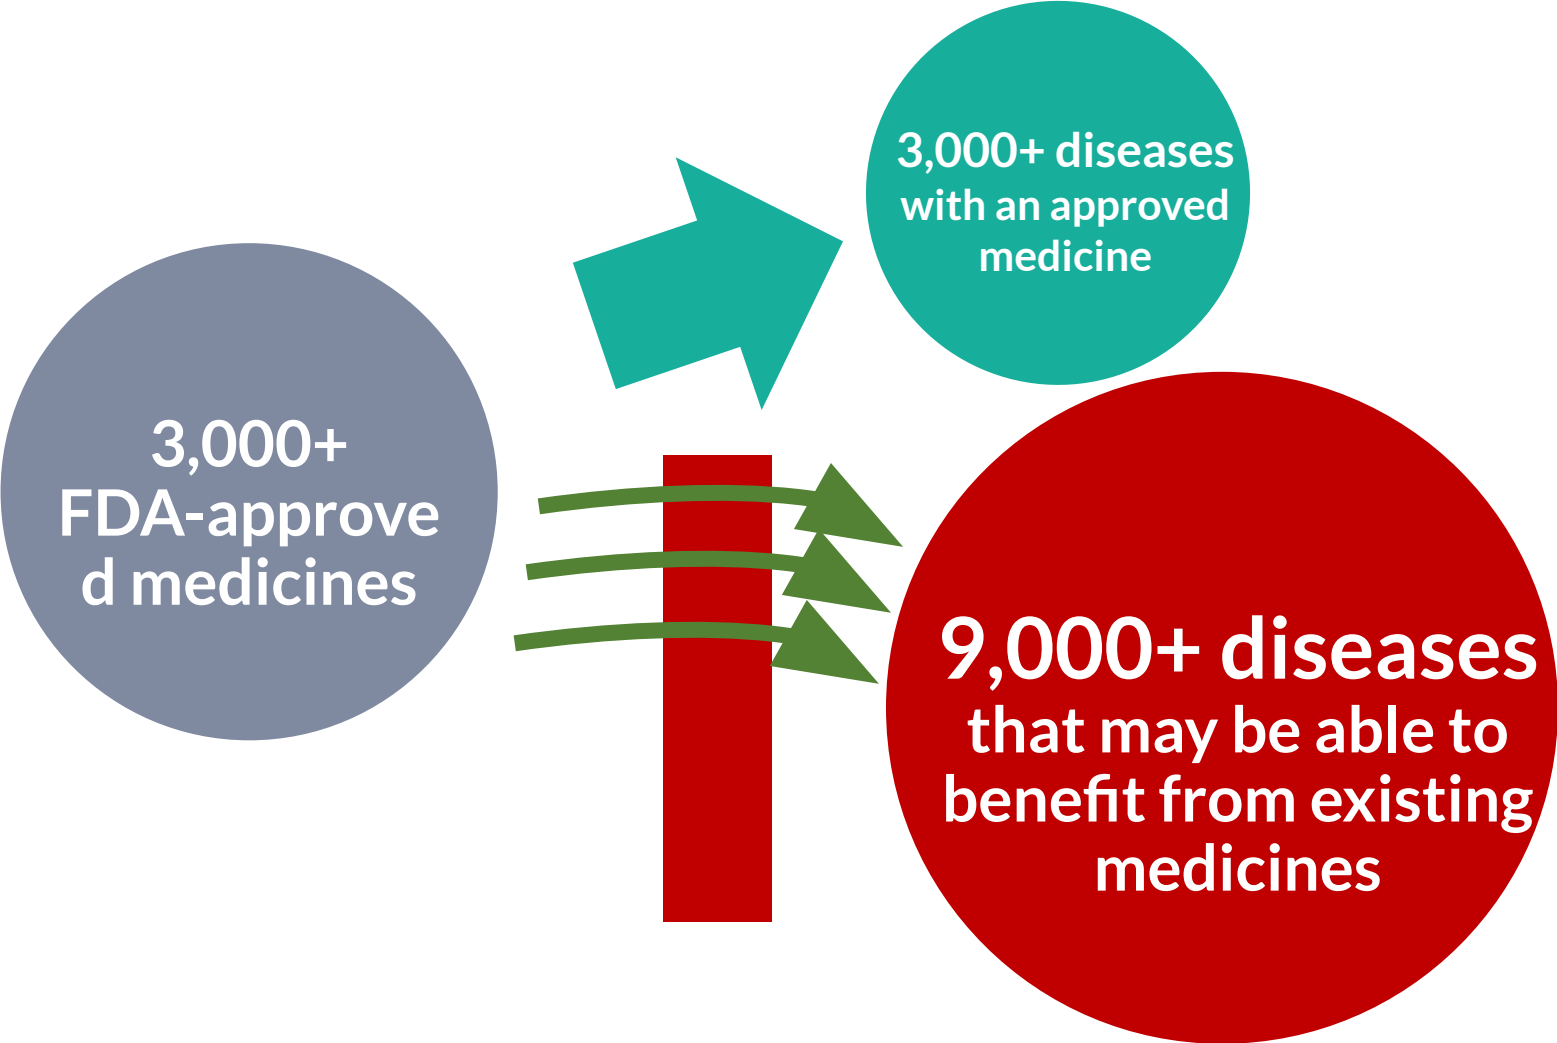 3,000+ diseases
with an approved
medicine
3,000+
FDA-approve
d medicines
9,000+ diseases
that may be able to
benefit from existing
medicines